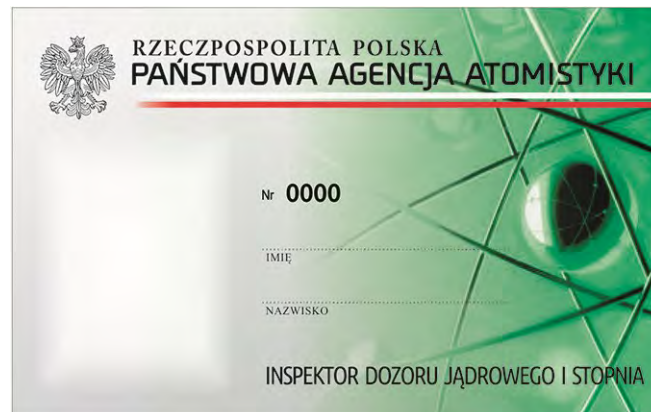 RZECZPOSPOLITA POLSKA
PAŃSTWOWA AGENCJA ATOMISTYKI
Nr 0000
IMIĘ
NAZWISKO
INSPEKTOR DOZORU JĄDROWEGO I STOPNIA